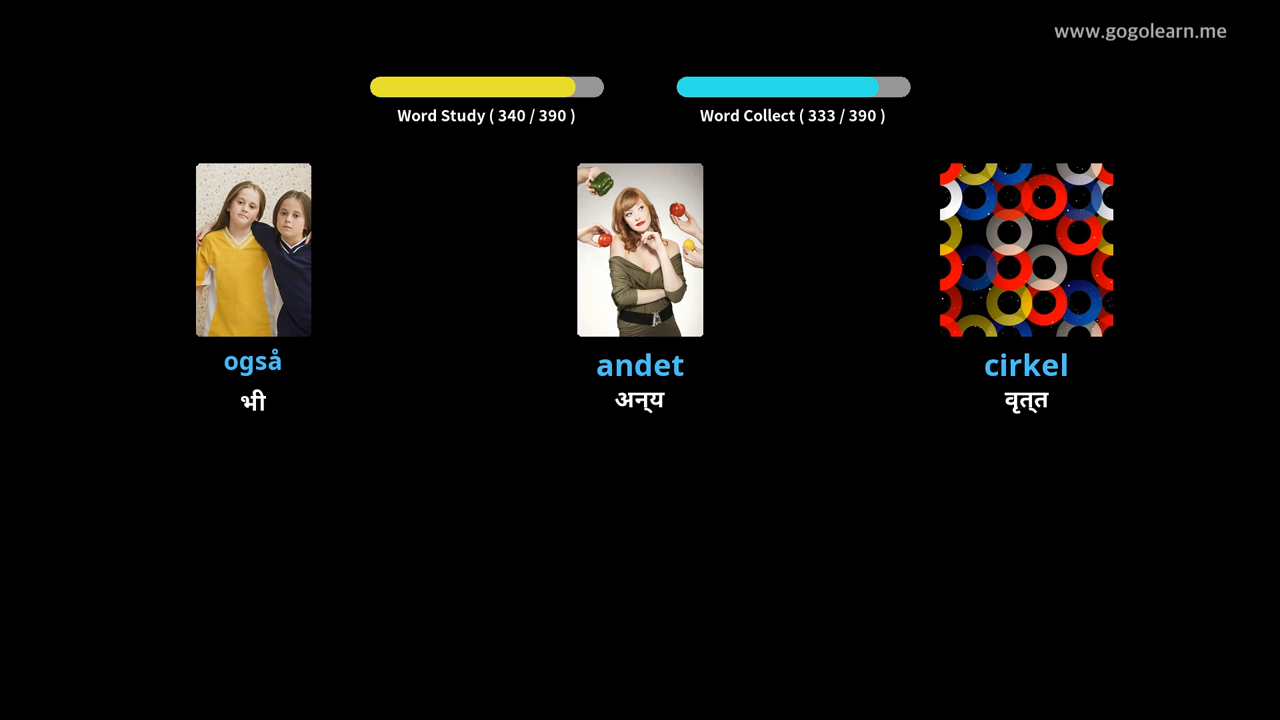 www.gogolearn.me
Word Study ( 340 / 390 )
Word Collect ( 333 / 390 )
også
andet
cirkel
भी
अन्य
वृत्त